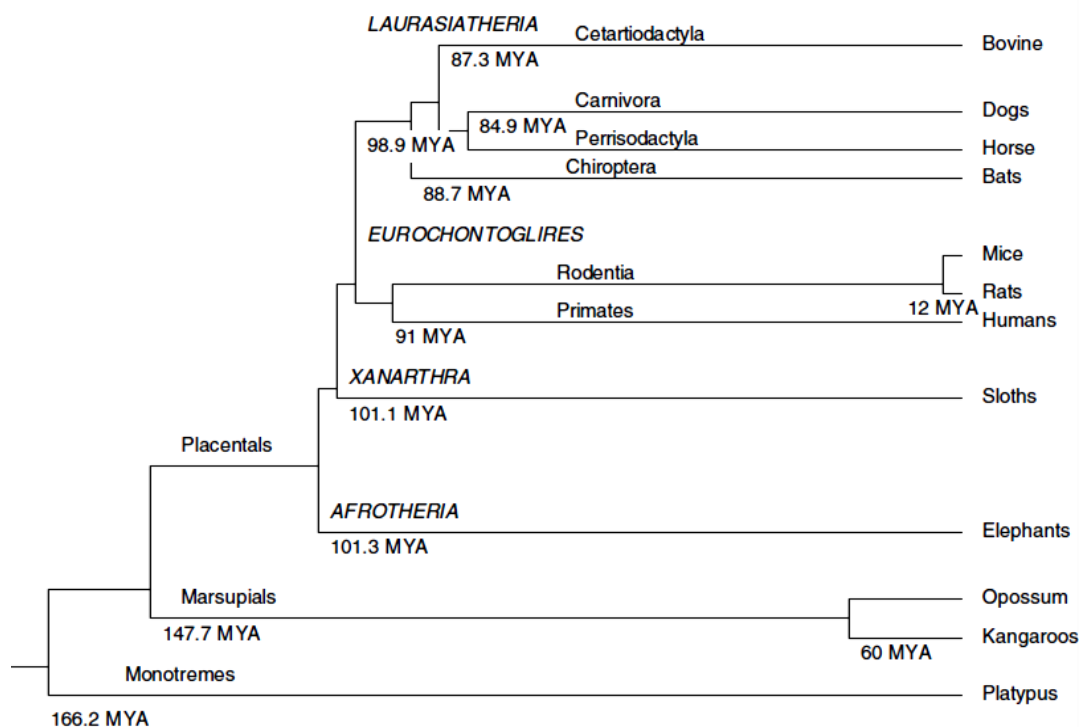 LAURASIATHERIA
Cetartiodactyla
Bovine
87.3 MYA
Carnivora
Dogs
84.9 MYA
98.9 MYA
Perrisodactyla
Horse
Chiroptera
Bats
88.7 MYA
EUROCHONTOGLIRES
Mice
Rodentia
Rats
12 MYA
Primates
Humans
91 MYA
XANARTHRA
Sloths
101.1 MYA
Placentals
AFROTHERIA
Elephants
101.3 MYA
Marsupials
Opossum
147.7 MYA
Kangaroos
60 MYA
Monotremes
Platypus
166.2 MYA